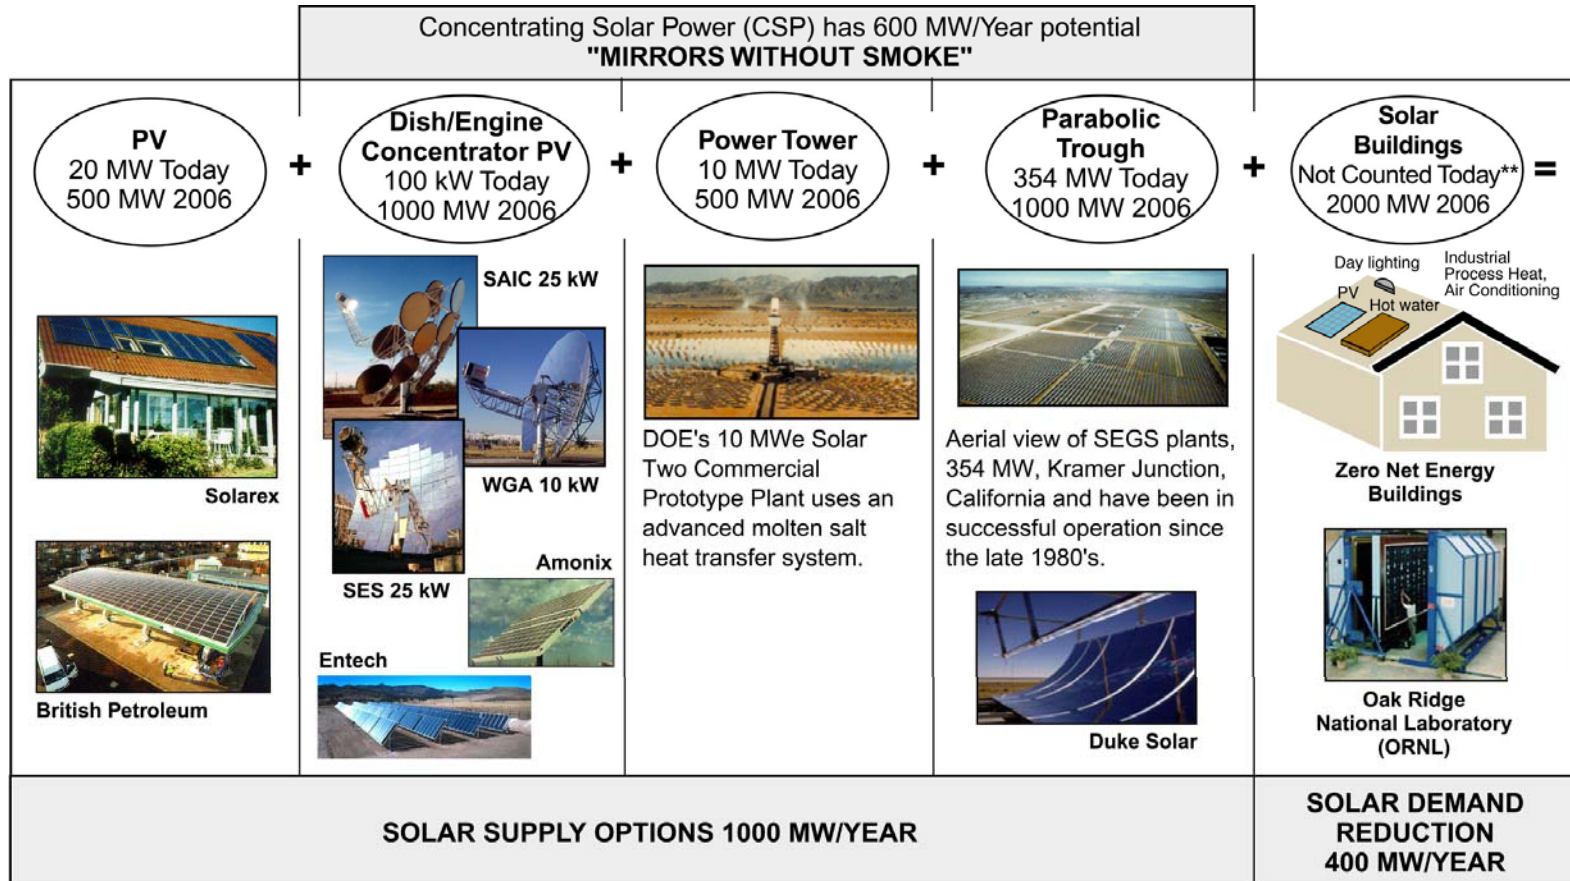 Concentrating Solar Power (CSP) has 600 MW/Year potential
"MIRRORS WITHOUT SMOKE"
PV
20 MW Today
500 MW 2006
+
Dish/Engine
Concentrator PV
100 kW Today
1000 MW 2006
+
Power Tower
10 MW Today
500 MW 2006
+
Parabolic
Trough
354 MW Today
1000 MW 2006
+
Solar
Buildings
Not Counted Today**
2000 MW 2006
=
Solarex
British Petroleum
SAIC 25 kW
WGA 10 kW
SES 25 kW
Amonix
Entech
DOE's 10 MWe Solar
Two Commercial
Prototype Plant uses an
advanced molten salt
heat transfer system.
Aerial view of SEGS plants,
354 MW, Kramer Junction,
California and have been in
successful operation since
the late 1980's.
Duke Solar
Day lighting
PV
Hot water
Industrial
Process Heat,
Air Conditioning
Zero Net Energy
Buildings
Oak Ridge
National Laboratory
(ORNL)
SOLAR SUPPLY OPTIONS 1000 MW/YEAR
SOLAR DEMAND
REDUCTION
400 MW/YEAR